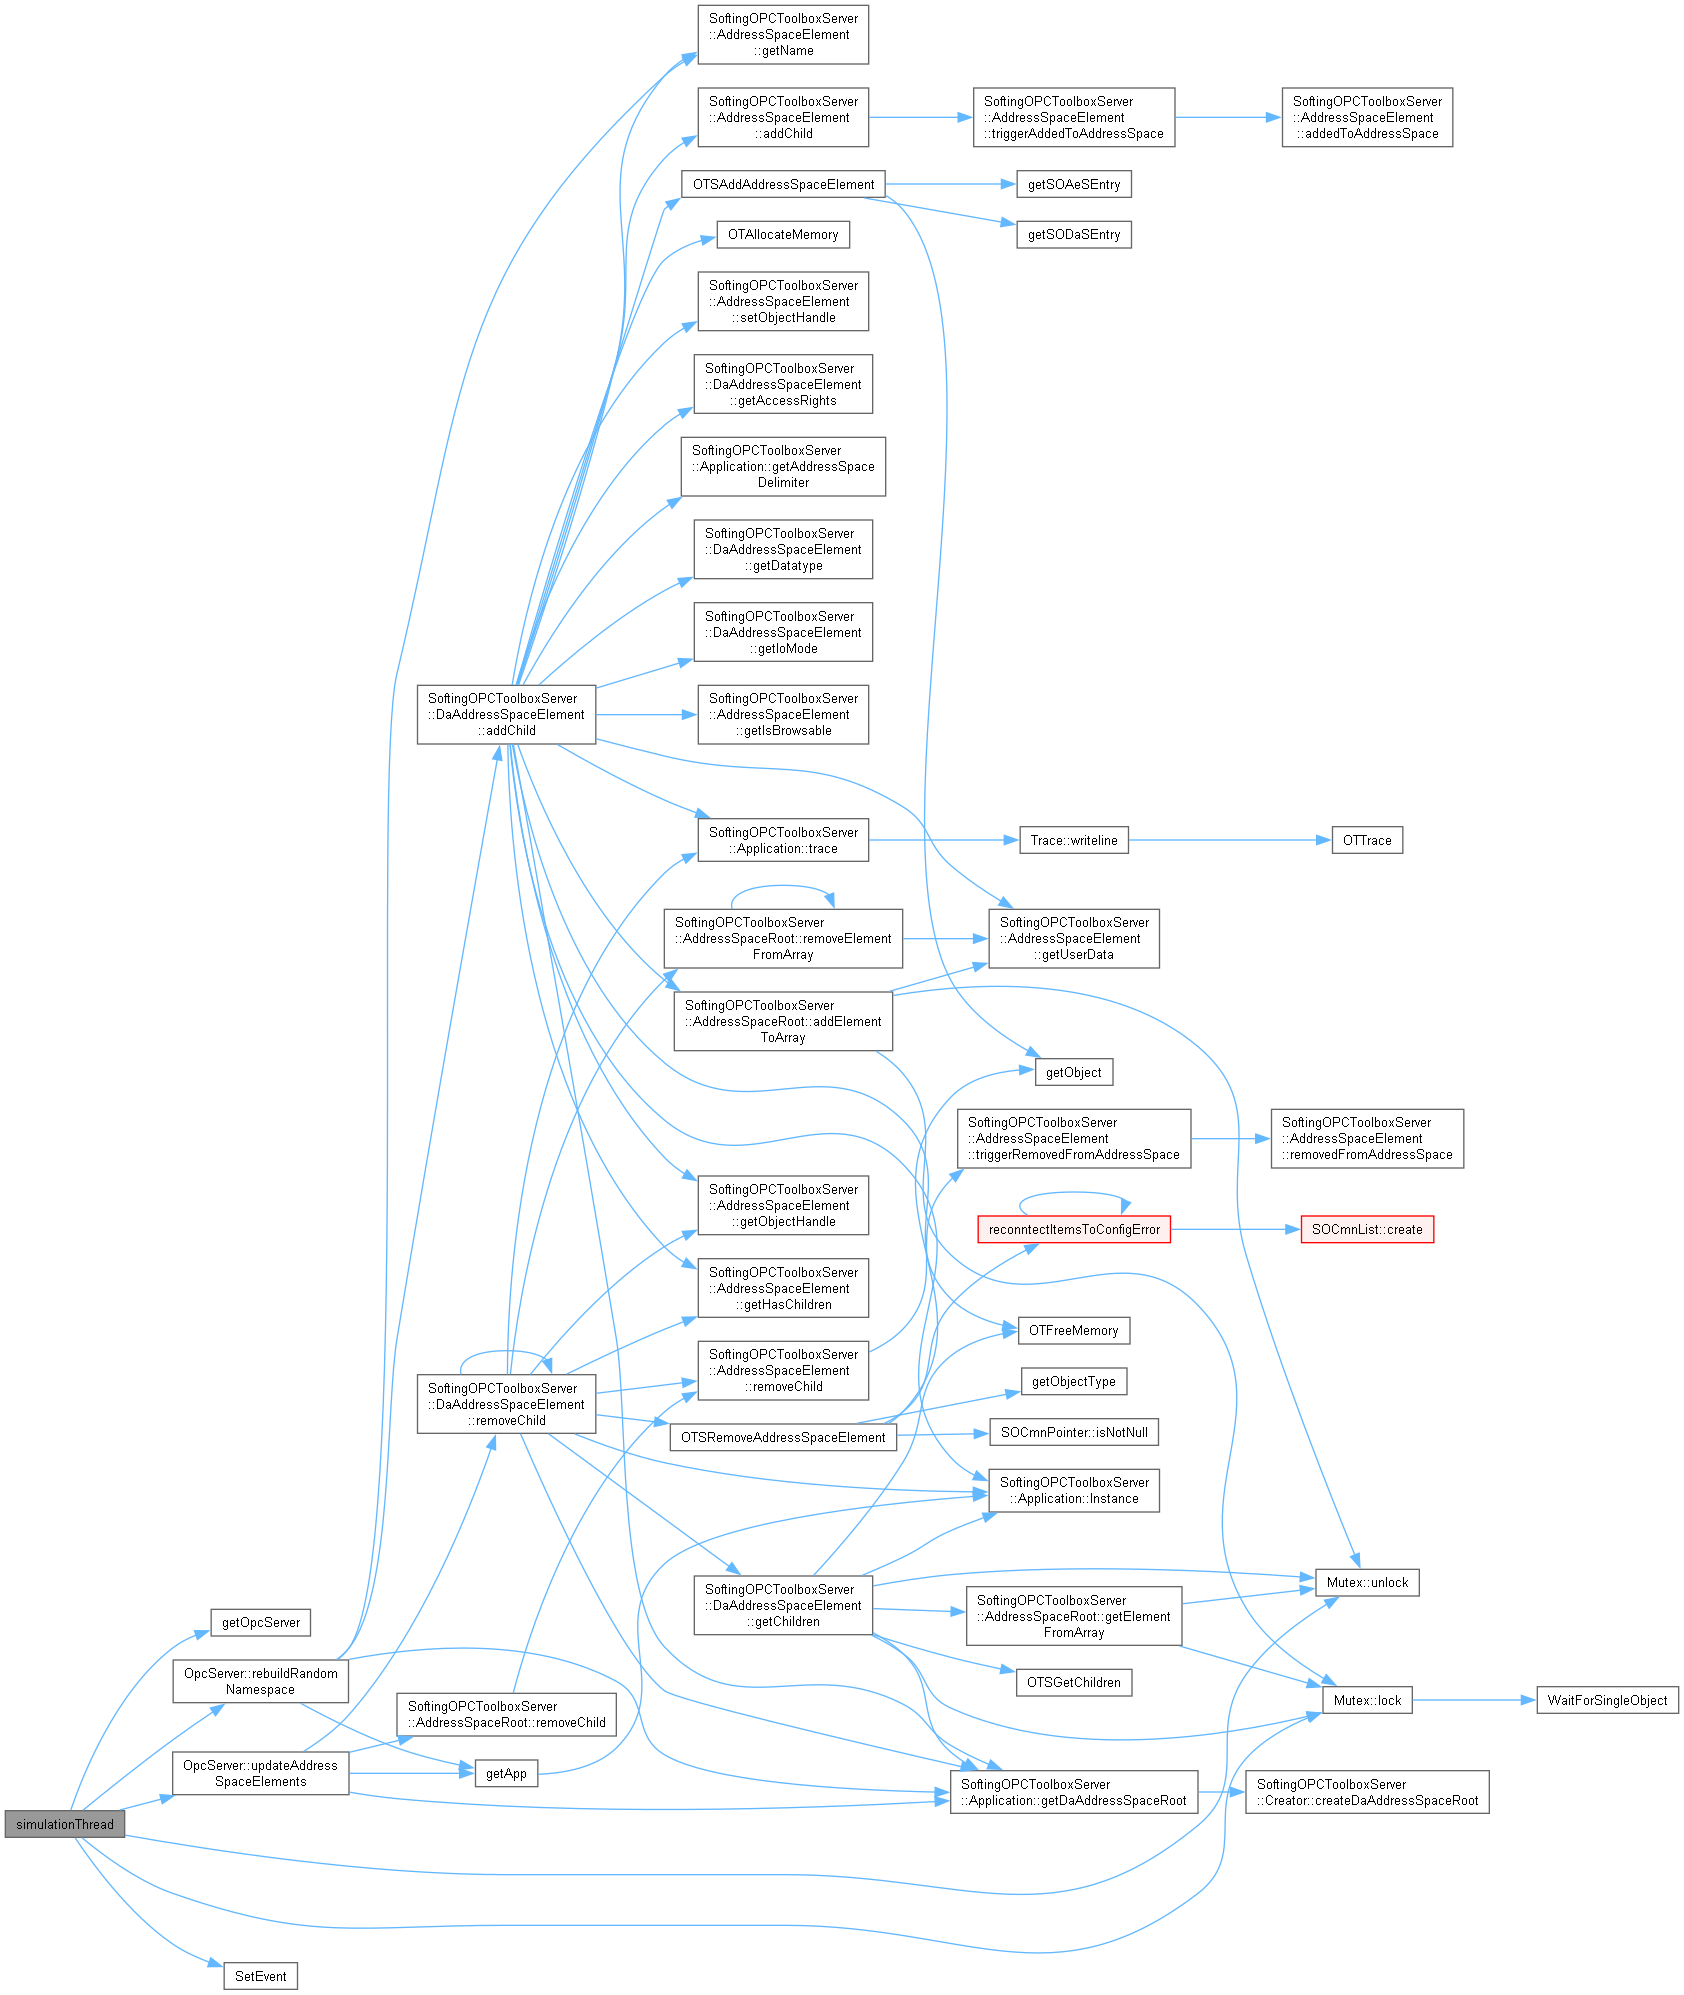 SoftingOPCToolboxServer
::AddressSpaceElement
::getName
SoftingOPCToolboxServer
::AddressSpaceElement
::addChild
SoftingOPCToolboxServer
::AddressSpaceElement
::triggerAddedToAddressSpace
SoftingOPCToolboxServer
::AddressSpaceElement
::addedToAddressSpace
OTSAddAddressSpaceElement
getSOAeSEntry
getSODaSEntry
OTAllocateMemory
SoftingOPCToolboxServer
::AddressSpaceElement
::setObjectHandle
SoftingOPCToolboxServer
::DaAddressSpaceElement
::getAccessRights
SoftingOPCToolboxServer
::Application::getAddressSpace
Delimiter
SoftingOPCToolboxServer
::DaAddressSpaceElement
::getDatatype
SoftingOPCToolboxServer
::DaAddressSpaceElement
::getIoMode
SoftingOPCToolboxServer
::DaAddressSpaceElement
::addChild
SoftingOPCToolboxServer
::AddressSpaceElement
::getIsBrowsable
SoftingOPCToolboxServer
::Application::trace
Trace::writeline
OTTrace
SoftingOPCToolboxServer
::AddressSpaceRoot::removeElement
FromArray
SoftingOPCToolboxServer
::AddressSpaceElement
::getUserData
SoftingOPCToolboxServer
::AddressSpaceRoot::addElement
ToArray
getObject
SoftingOPCToolboxServer
::AddressSpaceElement
::triggerRemovedFromAddressSpace
SoftingOPCToolboxServer
::AddressSpaceElement
::removedFromAddressSpace
SoftingOPCToolboxServer
::AddressSpaceElement
::getObjectHandle
reconntectItemsToConfigError
SOCmnList::create
SoftingOPCToolboxServer
::AddressSpaceElement
::getHasChildren
OTFreeMemory
SoftingOPCToolboxServer
::AddressSpaceElement
::removeChild
SoftingOPCToolboxServer
::DaAddressSpaceElement
::removeChild
getObjectType
OTSRemoveAddressSpaceElement
SOCmnPointer::isNotNull
SoftingOPCToolboxServer
::Application::Instance
SoftingOPCToolboxServer
::DaAddressSpaceElement
::getChildren
Mutex::unlock
SoftingOPCToolboxServer
::AddressSpaceRoot::getElement
FromArray
getOpcServer
OpcServer::rebuildRandom
Namespace
OTSGetChildren
Mutex::lock
WaitForSingleObject
SoftingOPCToolboxServer
::AddressSpaceRoot::removeChild
OpcServer::updateAddress
SpaceElements
getApp
SoftingOPCToolboxServer
::Application::getDaAddressSpaceRoot
SoftingOPCToolboxServer
::Creator::createDaAddressSpaceRoot
simulationThread
SetEvent